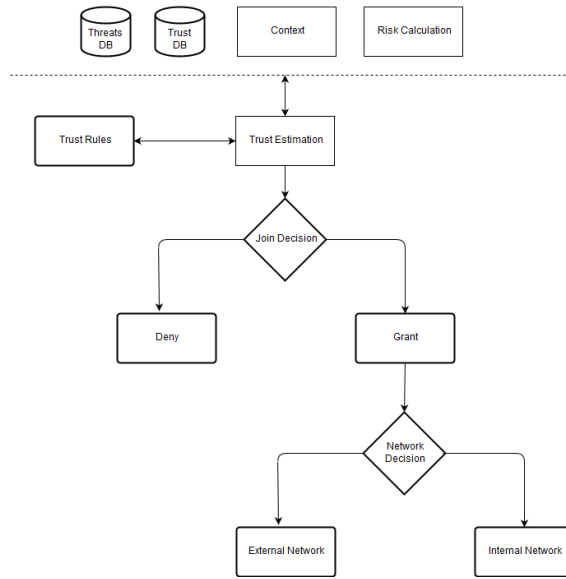 Threats
DB
Trust
DB
Context
Risk Calculation
Trust Rules
Trust Estimation
Join Decision
Deny
Grant
Network
Decision
External Network
Internal Network